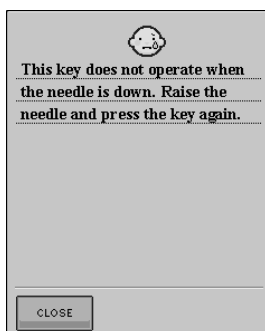 This key does not operate when
the needle is down. Raise the
needle and press the key again.
CLOSE